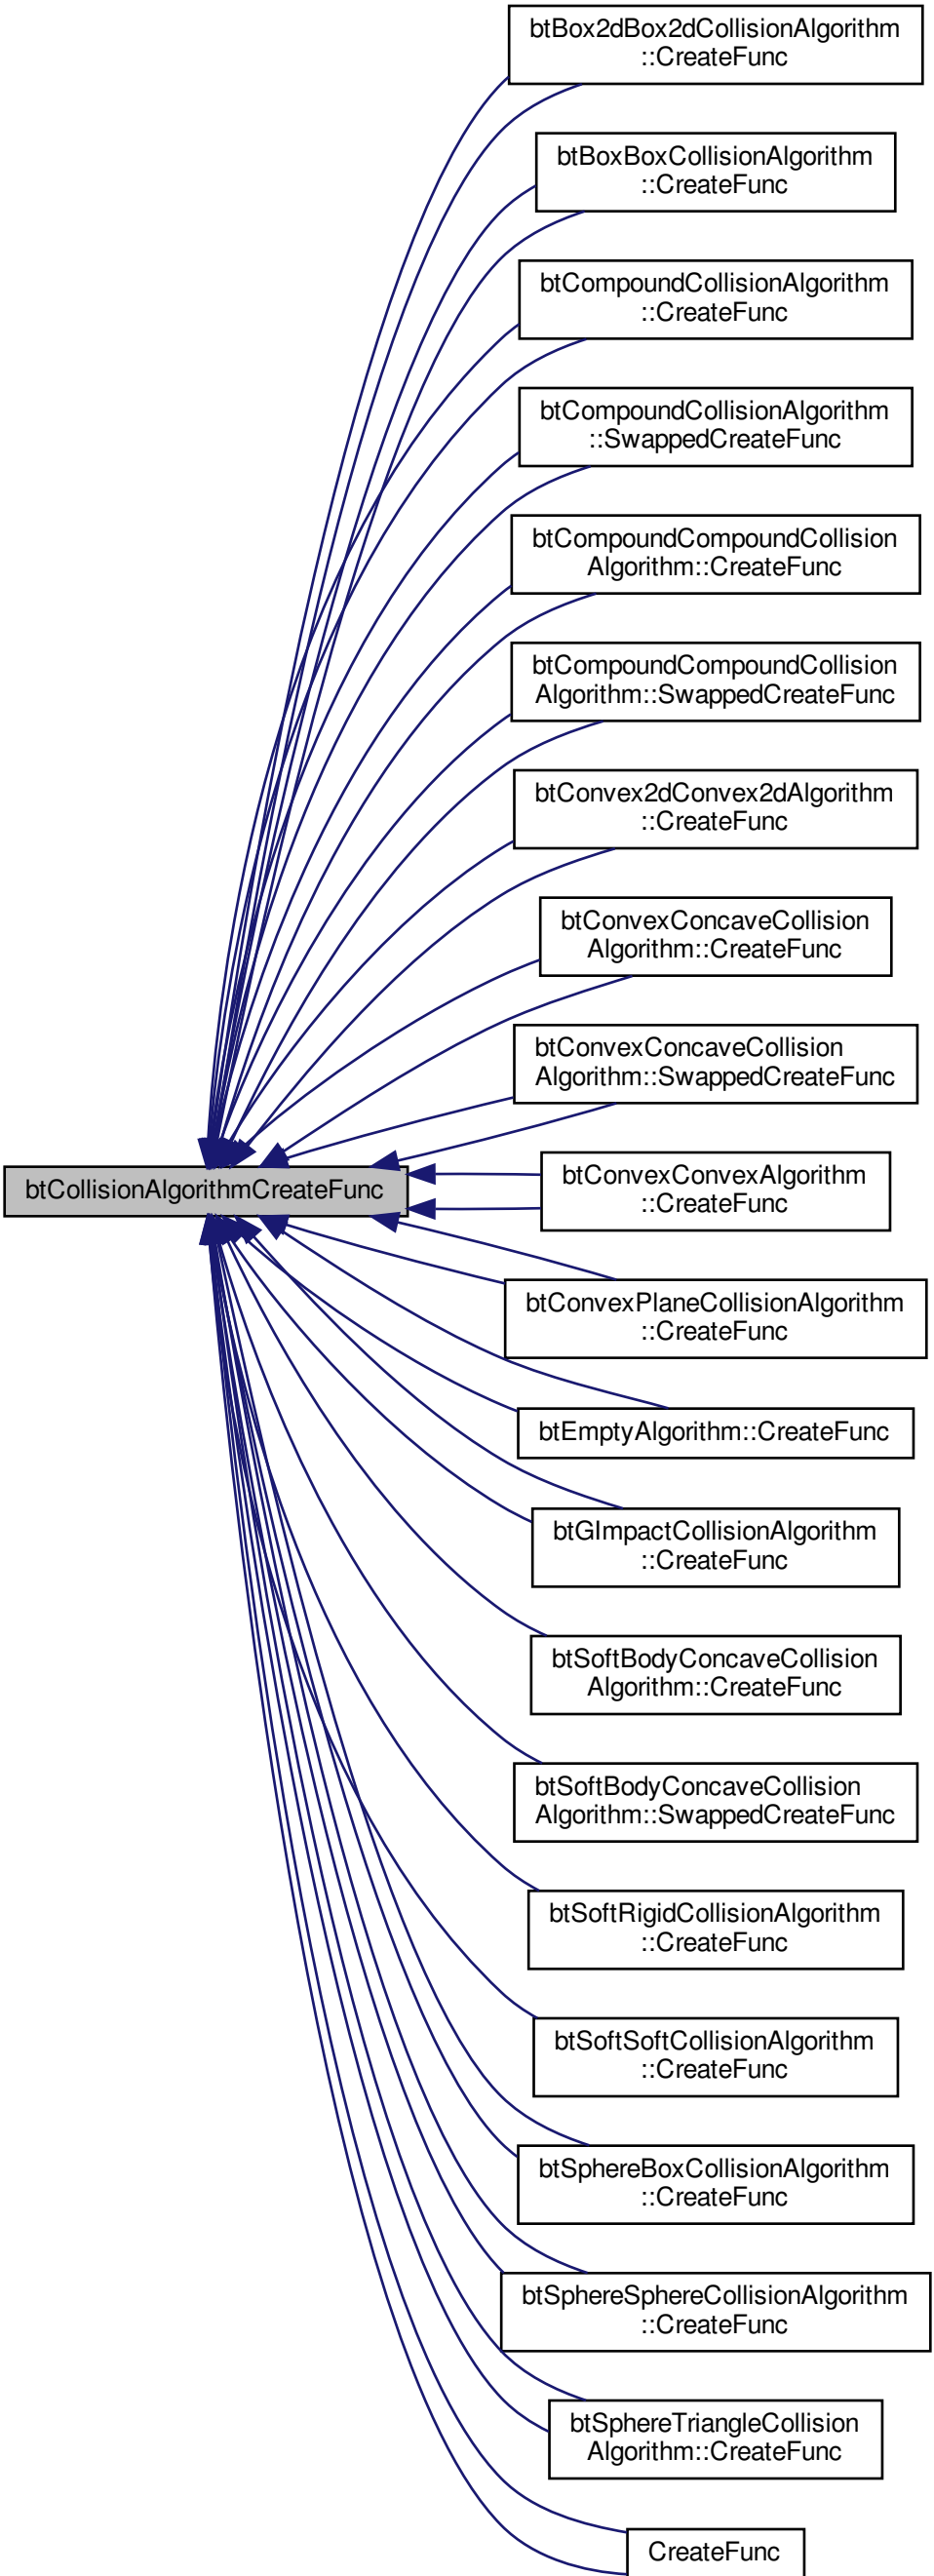 btBox2dBox2dCollisionAlgorithm
::CreateFunc
btBoxBoxCollisionAlgorithm
::CreateFunc
btCompoundCollisionAlgorithm
::CreateFunc
btCompoundCollisionAlgorithm
::SwappedCreateFunc
btCompoundCompoundCollision
Algorithm::CreateFunc
btCompoundCompoundCollision
Algorithm::SwappedCreateFunc
btConvex2dConvex2dAlgorithm
::CreateFunc
btConvexConcaveCollision
Algorithm::CreateFunc
btConvexConcaveCollision
Algorithm::SwappedCreateFunc
btCollisionAlgorithmCreateFunc
btConvexConvexAlgorithm
::CreateFunc
btConvexPlaneCollisionAlgorithm
::CreateFunc
btEmptyAlgorithm::CreateFunc
btGImpactCollisionAlgorithm
::CreateFunc
btSoftBodyConcaveCollision
Algorithm::CreateFunc
btSoftBodyConcaveCollision
Algorithm::SwappedCreateFunc
btSoftRigidCollisionAlgorithm
::CreateFunc
btSoftSoftCollisionAlgorithm
::CreateFunc
btSphereBoxCollisionAlgorithm
::CreateFunc
btSphereSphereCollisionAlgorithm
::CreateFunc
btSphereTriangleCollision
Algorithm::CreateFunc
CreateFunc